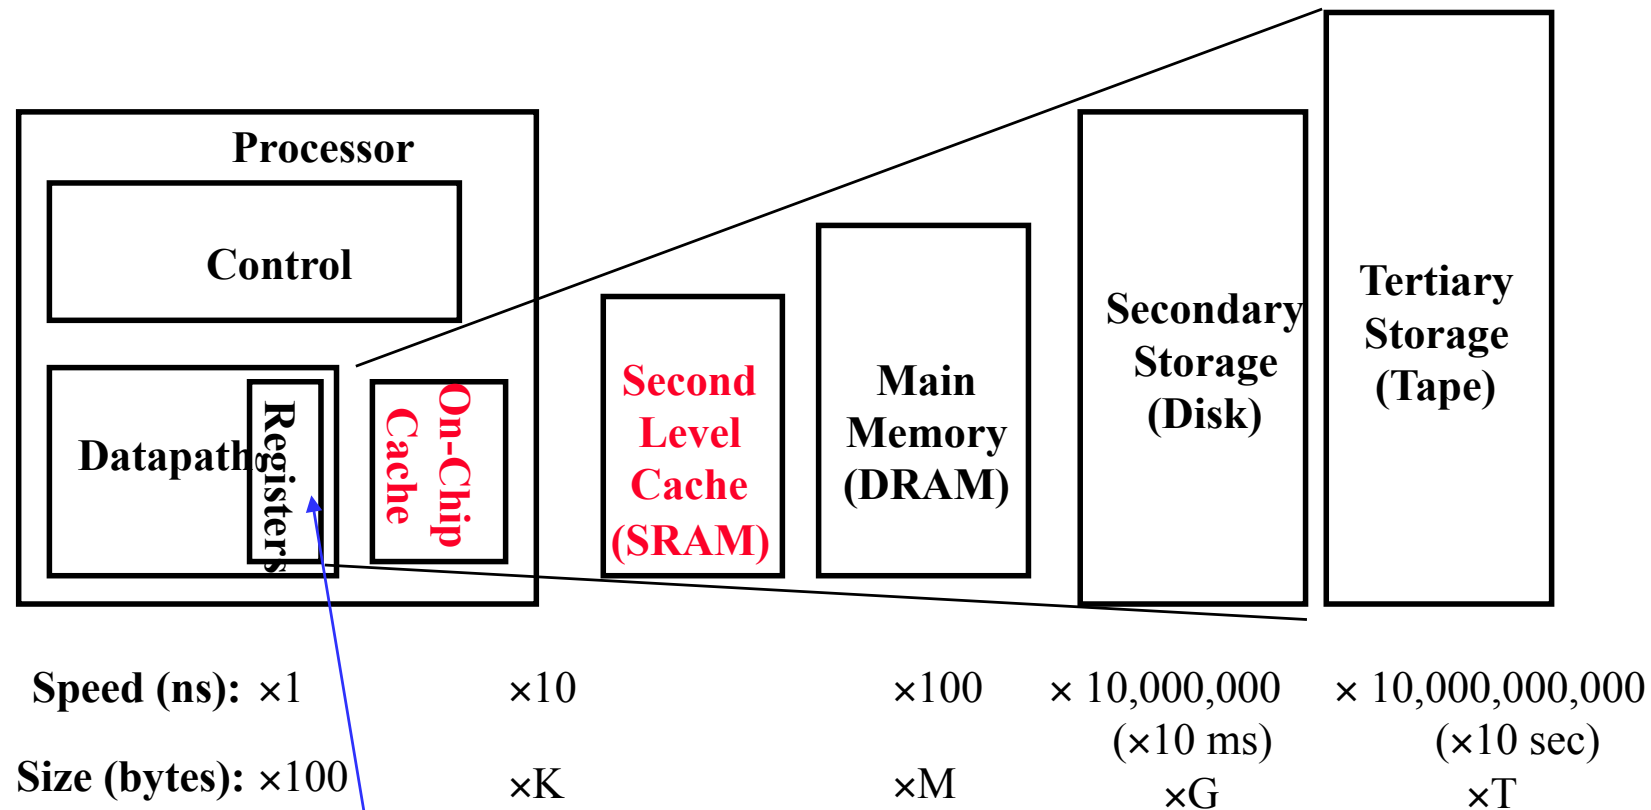 Processor
Control
Datapath
Registers
On-Chip
Cache
Second
Level
Cache
(SRAM)
Main
Memory
(DRAM)
Secondary
Storage
(Disk)
Tertiary
Storage
(Tape)
Speed (ns): ×1 ×10 ×100 × 10,000,000 × 10,000,000,000
(×10 ms) (×10 sec)
Size (bytes): ×100 ×K ×M ×G ×T